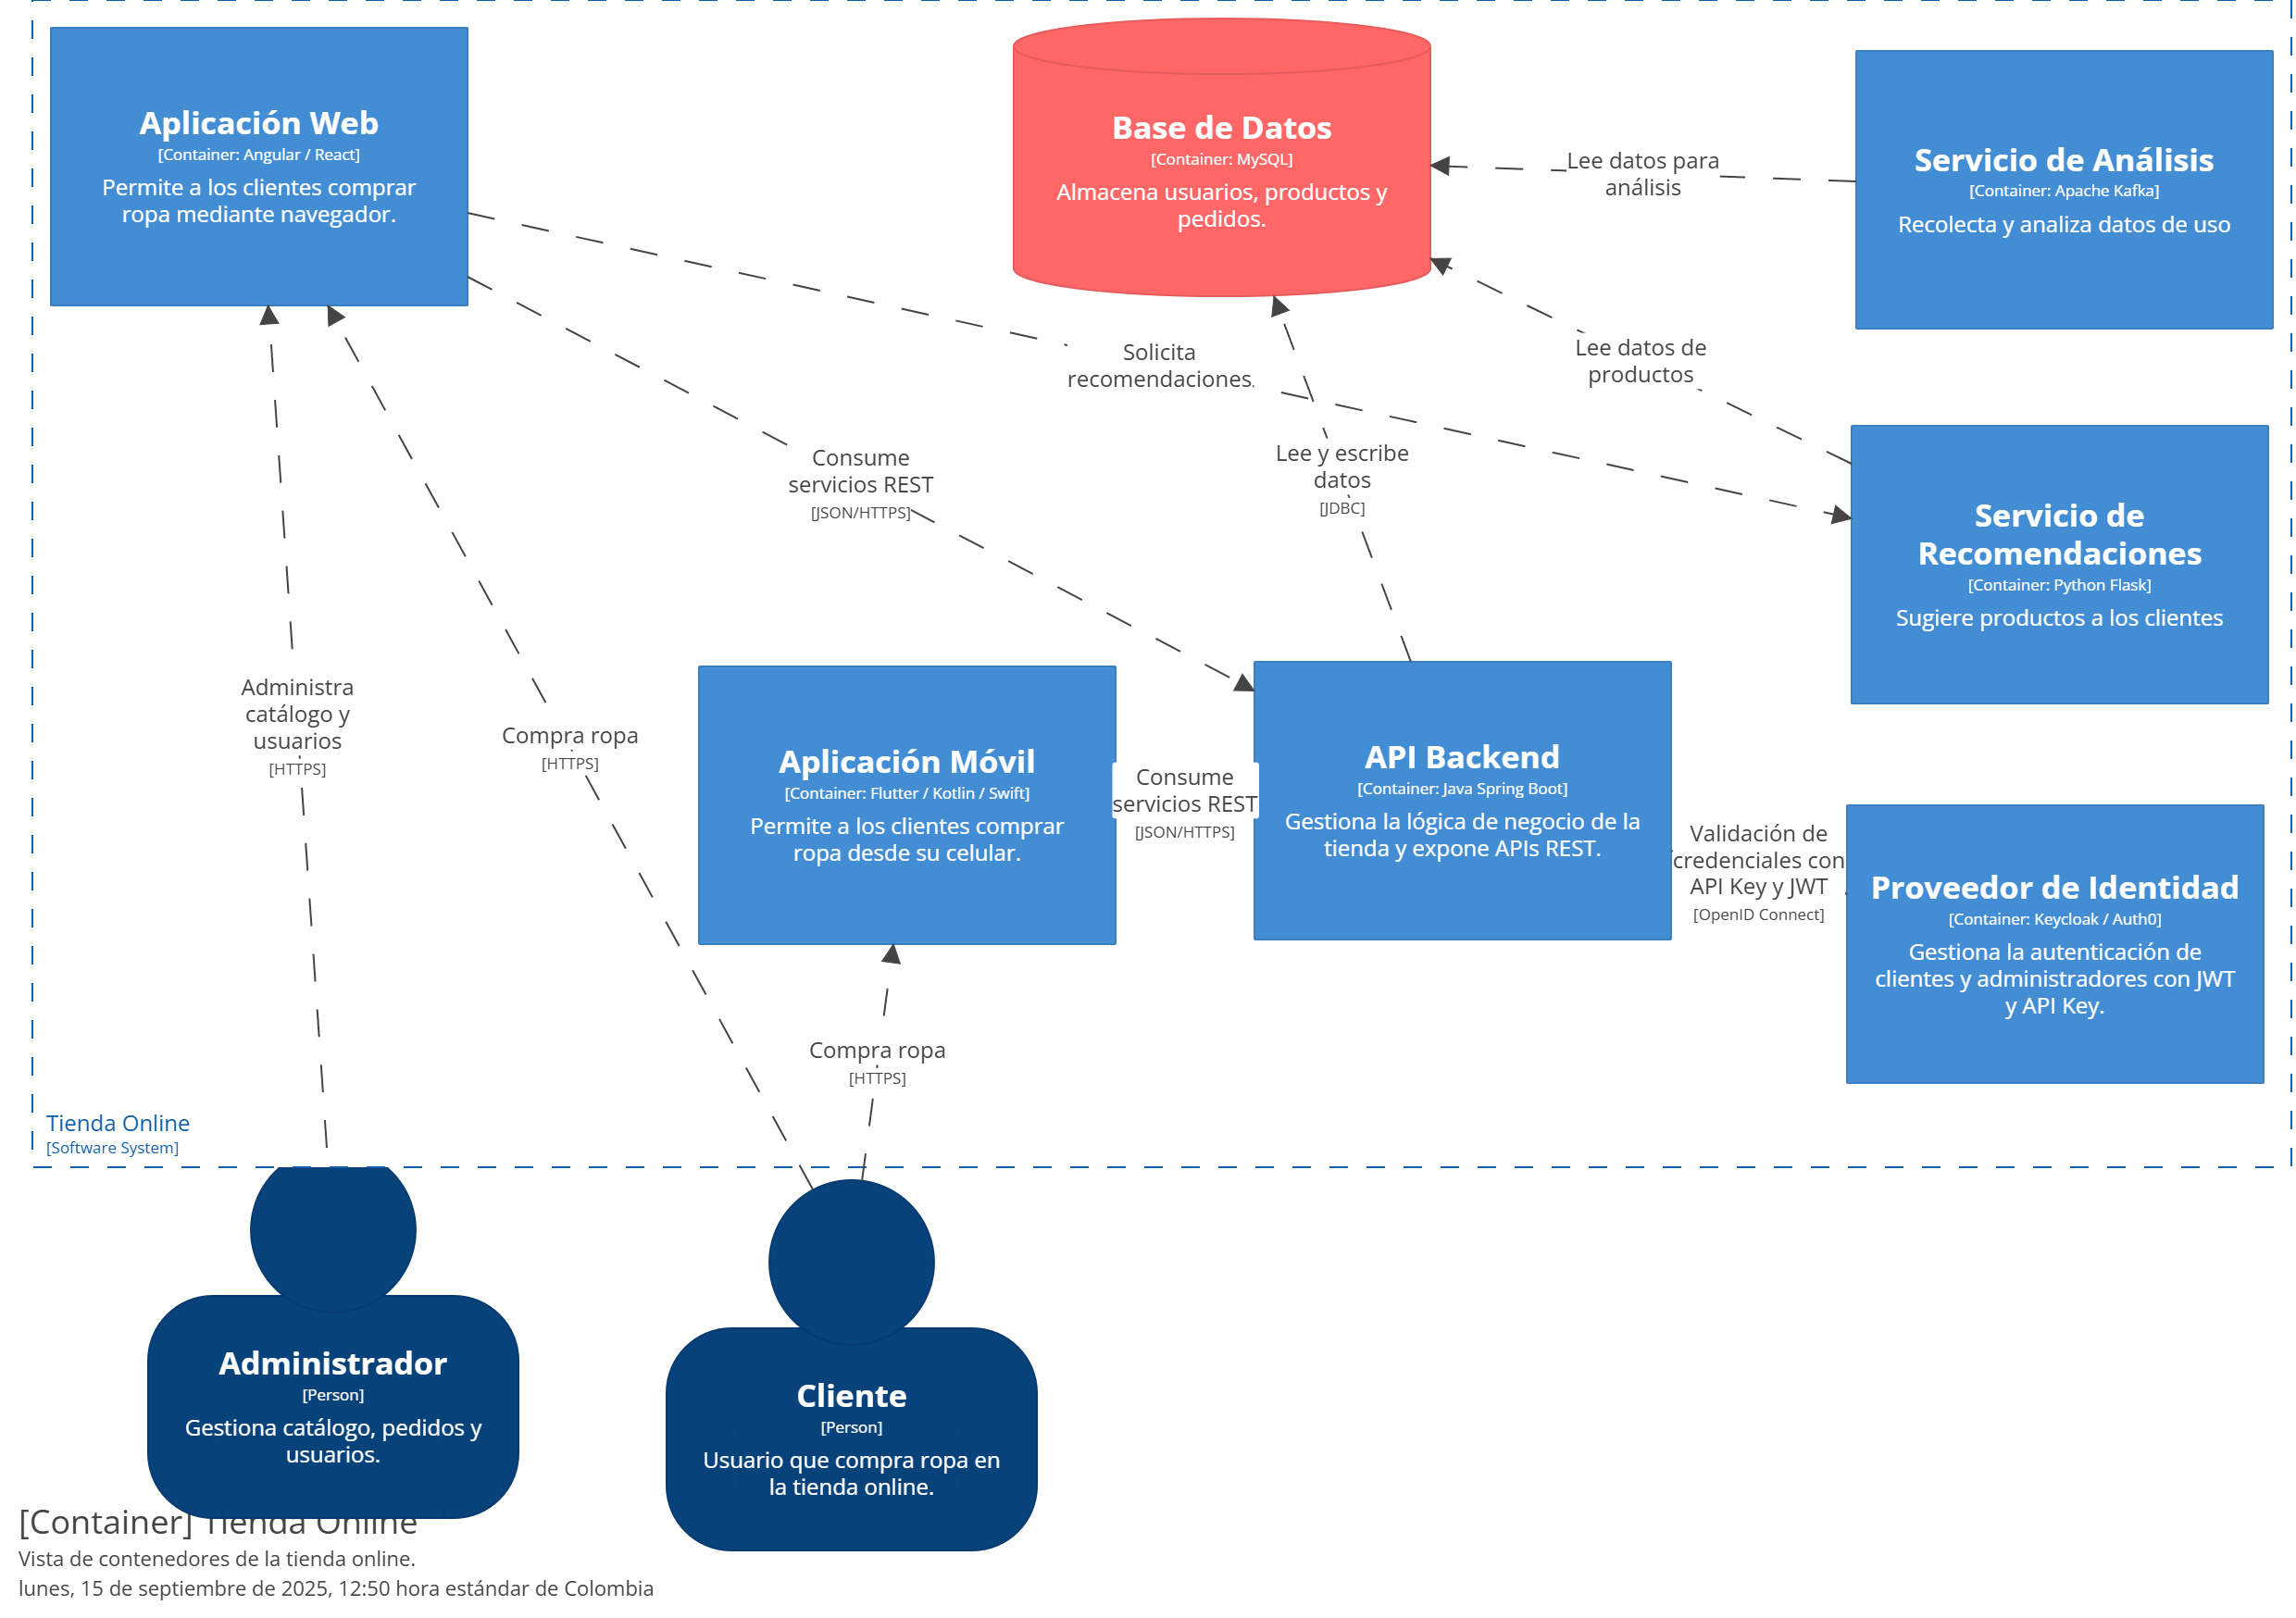 Aplicación Web
[Container: Angular / React]
Permite a los clientes comprar
ropa mediante navegador.
Base de Datos
[Container: MySQL]
Almacena usuarios, productos y
pedidos.
Lee datos para
análisis
Servicio de Análisis
[Container: Apache Kafka]
Recolecta y analiza datos de uso
Solicita
recomendaciones
Lee datos de
productos
Consume
servicios REST
[JSON/HTTPS]
Lee y escribe
datos
[JDBC]
Servicio de
Recomendaciones
[Container: Python Flask]
Sugiere productos a los clientes
Administra
catálogo y
usuarios
[HTTPS]
Compra ropa
[HTTPS]
Aplicación Móvil
[Container: Flutter / Kotlin / Swift]
Permite a los clientes comprar
ropa desde su celular.
Consume
servicios REST
[JSON/HTTPS]
API Backend
[Container: Java Spring Boot]
Gestiona la lógica de negocio de la
tienda y expone APIs REST.
Validación de
credenciales con
API Key y JWT
[OpenID Connect]
Proveedor de Identidad
[Container: Keycloak / Auth0]
Gestiona la autenticación de
clientes y administradores con JWT
y API Key.
Compra ropa
[HTTPS]
Tienda Online
[Software System]
Administrador
[Person]
Gestiona catálogo, pedidos y
usuarios.
Cliente
[Person]
Usuario que compra ropa en
la tienda online.
[Container] Tienda Online
Vista de contenedores de la tienda online.
lunes, 15 de septiembre de 2025, 12:50 hora estándar de Colombia